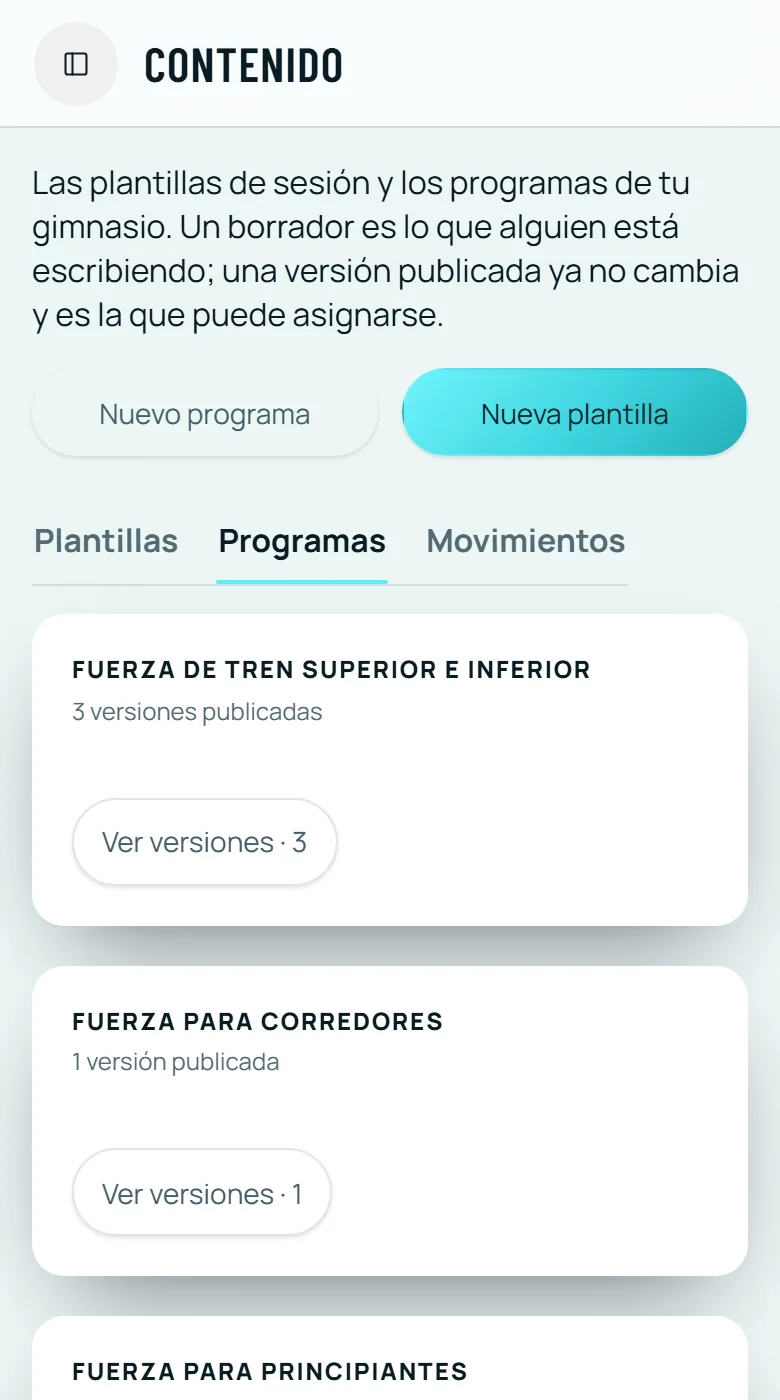 CONTENIDO
Las plantillas de sesión y los programas de tu
gimnasio. Un borrador es lo que alguien está
escribiendo; una versión publicada ya no cambia
y es la que puede asignarse.
Nuevo programa
Nueva plantilla
Plantillas
Programas
Movimientos
FUERZA DE TREN SUPERIOR E INFERIOR
3 versiones publicadas
Ver versiones · 3
FUERZA PARA CORREDORES
1 versión publicada
Ver versiones · 1
FUERZA PARA PRINCIPIANTES